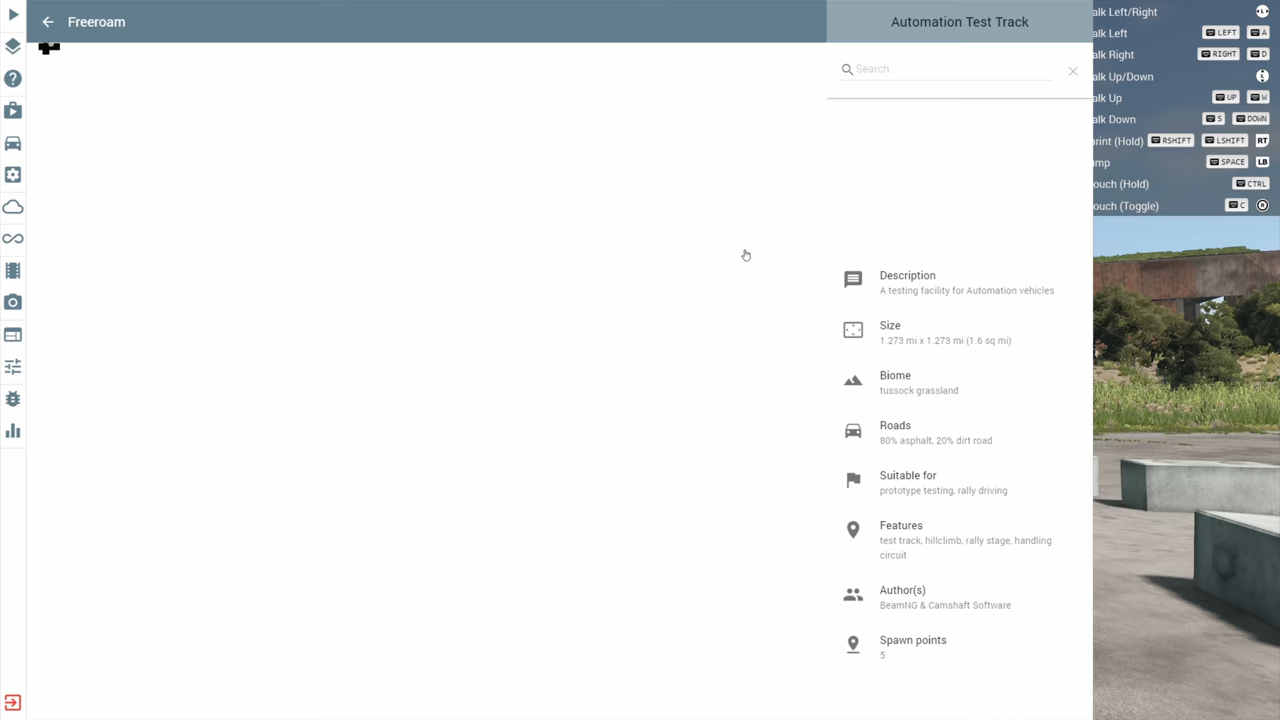 Freeroam
Automation Test Track
Search
Description
A testing facility for Automation vehicles
Size
1.273 mi x 1.273 mi (1.6 sq mi)
Biome
tussock grassland
Roads
80% asphalt, 20% dirt road
Suitable for
prototype testing, rally driving
Features
test track, hillclimb, rally stage, handling
circuit
Author(s)
BeamNG & Camshaft Software
Spawn points
5
alk Left/Right L
alk Left LEFT A
alk Right RIGHT D
alk Up/Down L
alk Up UP W
alk Down S DOWN
print (Hold) RSHIFT LSHIFT RT
mp SPACE LB
ouch (Hold) CTRL
ouch (Toggle) C R